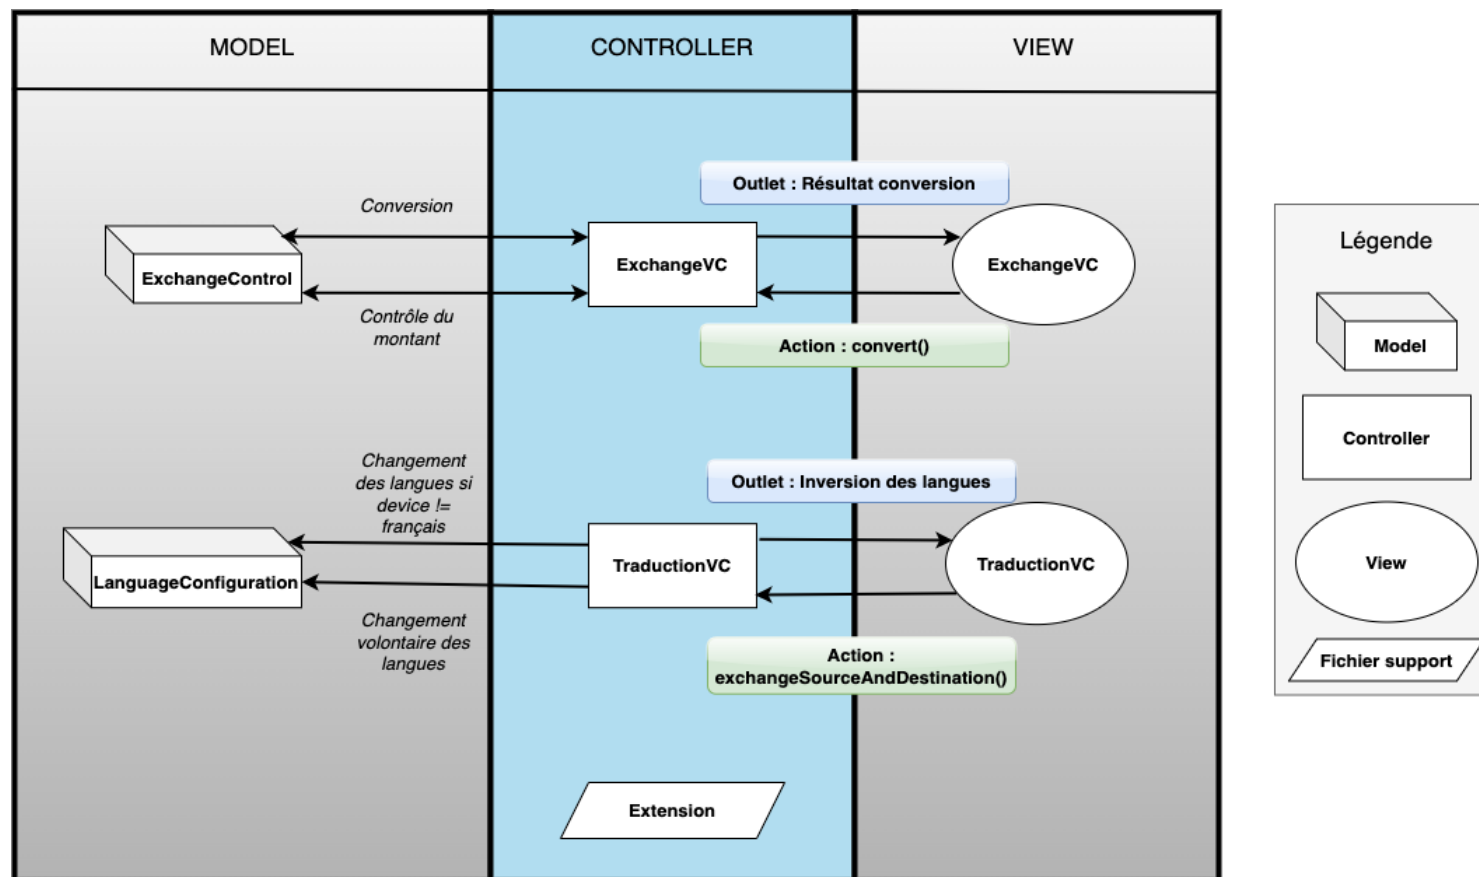 MODEL
CONTROLLER
VIEW
Outlet : Résultat conversion
Conversion
ExchangeControl
ExchangeVC
ExchangeVC
Contrôle du
montant
Action : convert()
Changement
des langues si
device !=
français
Outlet : Inversion des langues
LanguageConfiguration
TraductionVC
TraductionVC
Changement
volontaire des
langues
Action :
exchangeSourceAndDestination()
Extension
Légende
Model
Controller
View
Fichier support